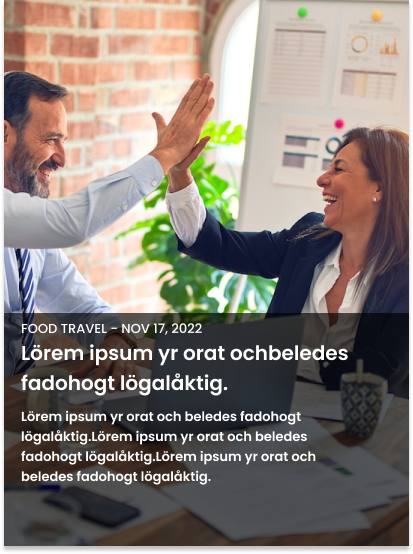 FOOD TRAVEL - NOV 17, 2022
Lörem ipsum yr orat ochbeledes
fadohogt lögalåktig.
Lörem ipsum yr orat och beledes fadohogt
lögalåktig.Lörem ipsum yr orat och beledes
fadohogt lögalåktig.Lörem ipsum yr orat och
beledes fadohogt lögalåktig.